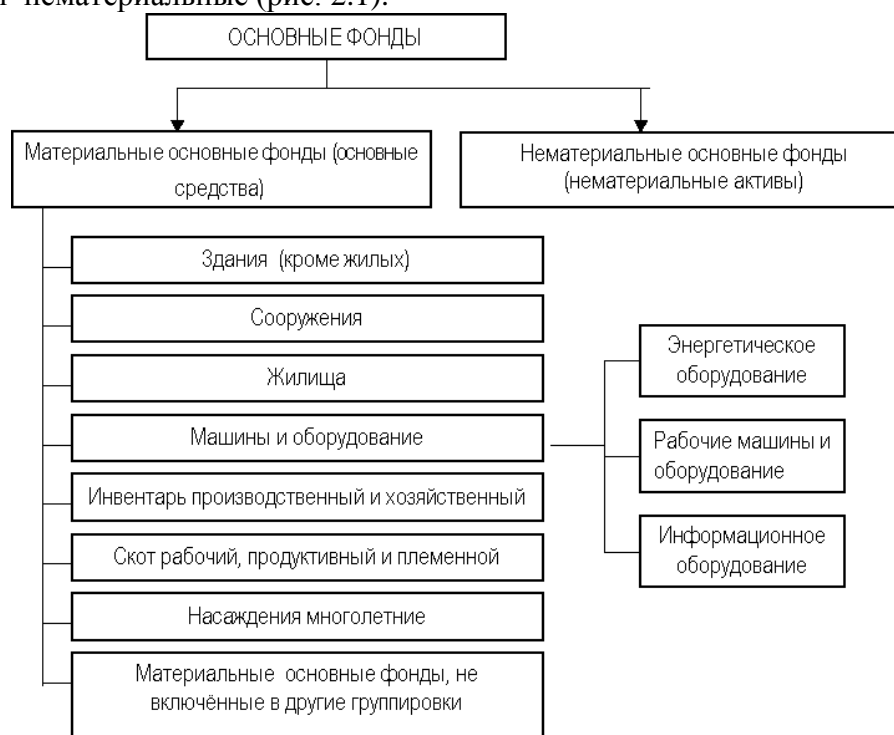 нематериальные (рис. 2.1).
ОСНОВНЫЕ ФОНДЫ
Материальные основные фонды (основные
средства)
Нематериальные основные фонды
(нематериальные активы)
Здания (кроме жилых)
Сооружения
Жилища
Машины и оборудование
Инвентарь производственный и хозяйственный
Скот рабочий, продуктивный и племенной
Насаждения многолетние
Материальные основные фонды, не
включённые в другие группировки
Энергетическое
оборудование
Рабочие машины и
оборудование
Информационное
оборудование